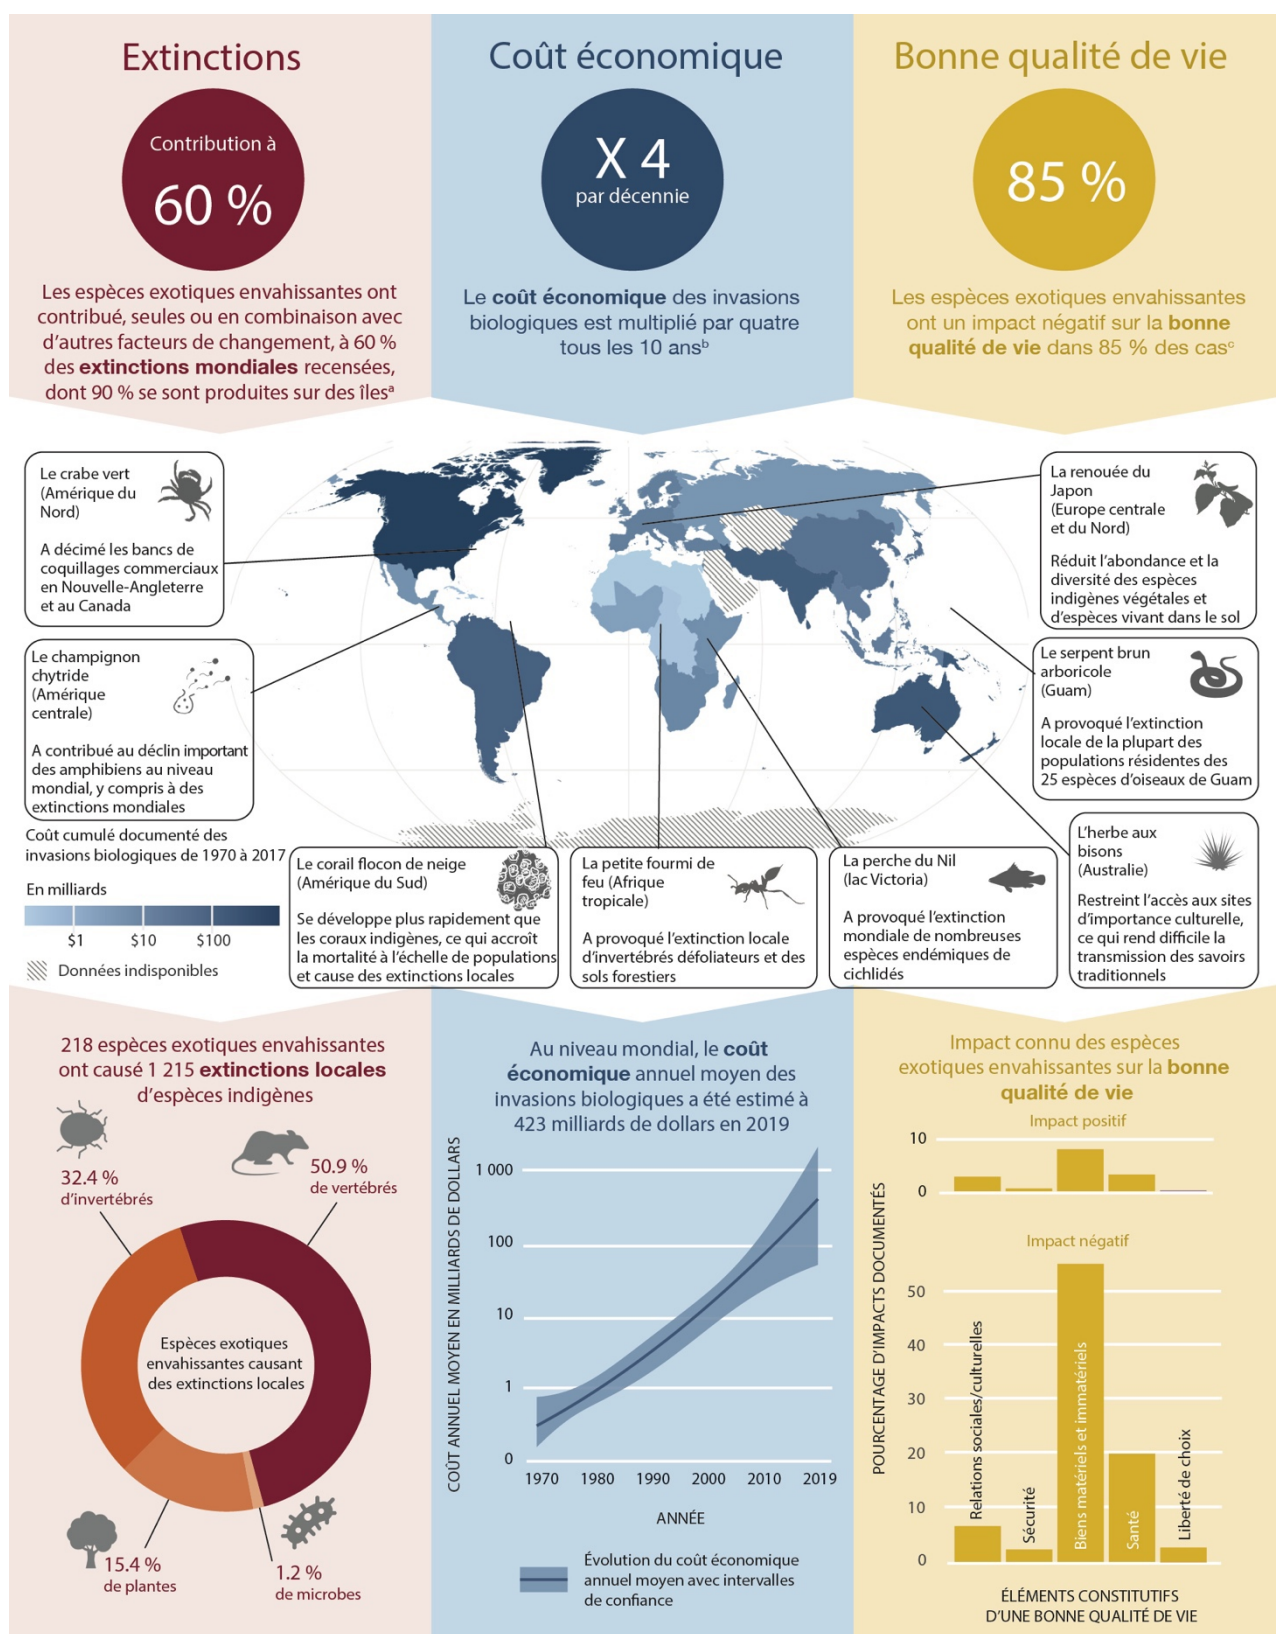 Extinctions
Contribution à
60 %
Les espèces exotiques envahissantes ont
contribué, seules ou en combinaison avec
d'autres facteurs de changement, à 60 %
des extinctions mondiales recensées,
dont 90 % se sont produites sur des îlesᵃ
Coût économique
X 4
par décennie
Le coût économique des invasions
biologiques est multiplié par quatre
tous les 10 ansᵇ
Bonne qualité de vie
85 %
Les espèces exotiques envahissantes
ont un impact négatif sur la bonne
qualité de vie dans 85 % des casᶜ
Le crabe vert
(Amérique du
Nord)
A décimé les bancs de
coquillages commerciaux
en Nouvelle-Angleterre
et au Canada
Le champignon
chytride
(Amérique
centrale)
A contribué au déclin important
des amphibiens au niveau
mondial, y compris à des
extinctions mondiales
La renouée du
Japon
(Europe centrale
et du Nord)
Réduit l'abondance et la
diversité des espèces
indigènes végétales et
d'espèces vivant dans le sol
Le serpent brun
arboricole
(Guam)
A provoqué l'extinction
locale de la plupart des
populations résidentes des
25 espèces d'oiseaux de Guam
Coût cumulé documenté des
invasions biologiques de 1970 à 2017
En milliards
$1 $10 $100
Données indisponibles
Le corail flocon de neige
(Amérique du Sud)
Se développe plus rapidement que
les coraux indigènes, ce qui accroît
la mortalité à l'échelle de populations
et cause des extinctions locales
La petite fourmi de
feu (Afrique
tropicale)
A provoqué l'extinction locale
d'invertébrés défoliateurs et des
sols forestiers
La perche du Nil
(lac Victoria)
A provoqué l'extinction
mondiale de nombreuses
espèces endémiques de
cichlidés
L'herbe aux
bisons
(Australie)
Restreint l'accès aux sites
d'importance culturelle,
ce qui rend difficile la
transmission des savoirs
traditionnels
218 espèces exotiques envahissantes
ont causé 1 215 extinctions locales
d'espèces indigènes
32.4 %
d'invertébrés
50.9 %
de vertébrés
Espèces exotiques
envahissantes causant
des extinctions locales
15.4 %
de plantes
1.2 %
de microbes
Au niveau mondial, le coût
économique annuel moyen des
invasions biologiques a été estimé à
423 milliards de dollars en 2019
COÛT ANNUEL MOYEN EN MILLIARDS DE DOLLARS
1 000
100
10
1
0
1970 1980 1990 2000 2010 2019
ANNÉE
Évolution du coût économique
annuel moyen avec intervalles
de confiance
Impact connu des espèces
exotiques envahissantes sur la bonne
qualité de vie
Impact positif
10
0
Impact négatif
POURCENTAGE D'IMPACTS DOCUMENTÉS
50
40
30
20
10
0
Relations sociales/culturelles
Sécurité
Biens matériels et immatériels
Santé
Liberté de choix
ÉLÉMENTS CONSTITUTIFS
D'UNE BONNE QUALITÉ DE VIE